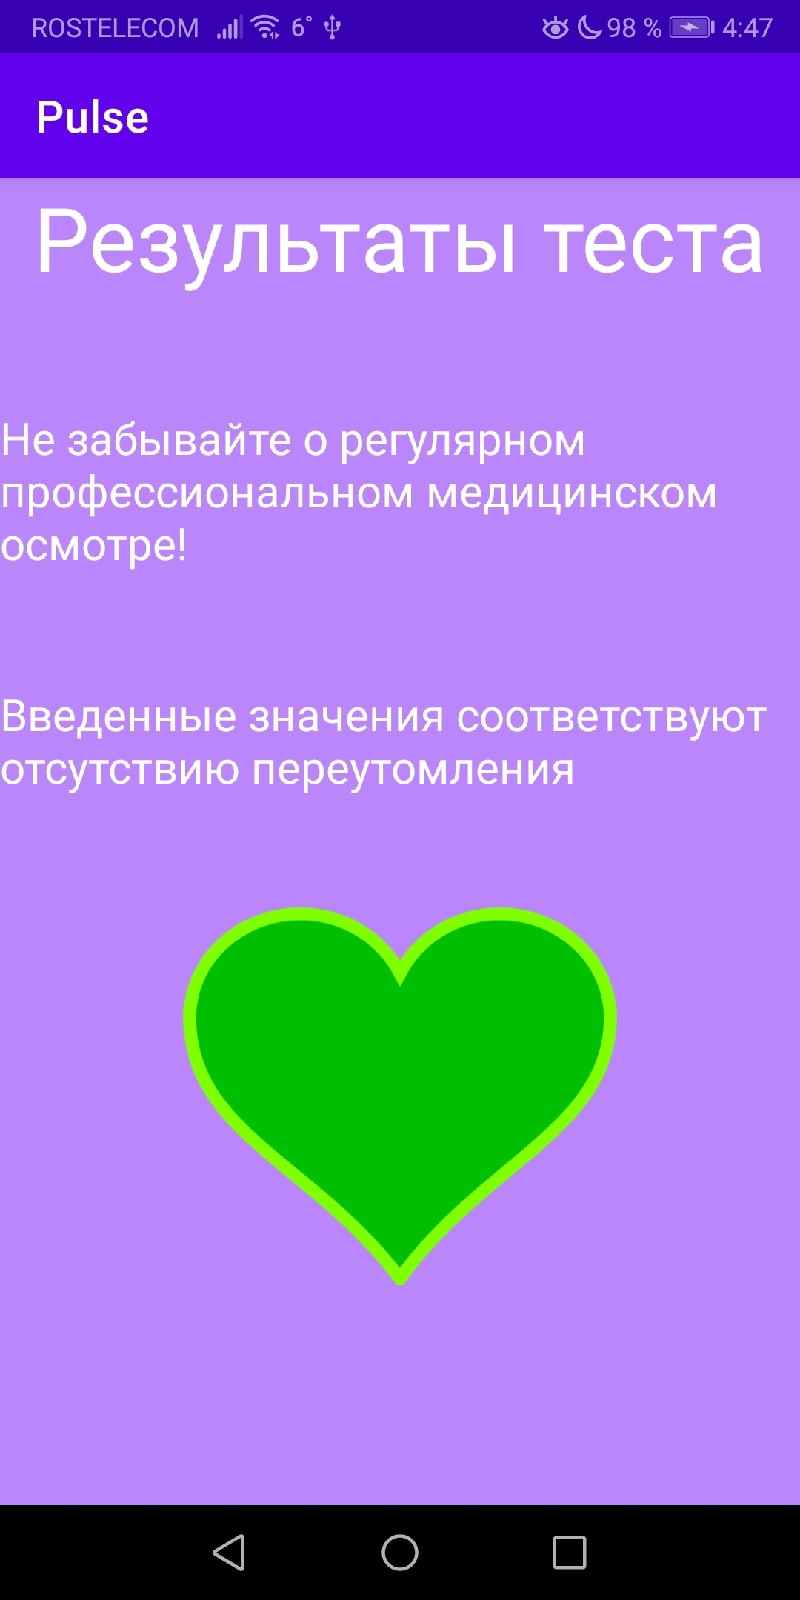 ROSTELECOM 6° 98 % 4:47
Pulse
Результаты теста
Не забывайте о регулярном
профессиональном медицинском
осмотре!
Введенные значения соответствуют
отсутствию переутомления